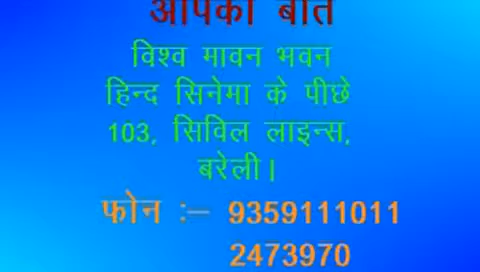 आपकी बात
विश्व मावन भवन
हिन्द सिनेमा के पीछे
103, सिविल लाइन्स,
बरेली।
फोन :– 9359111011
2473970